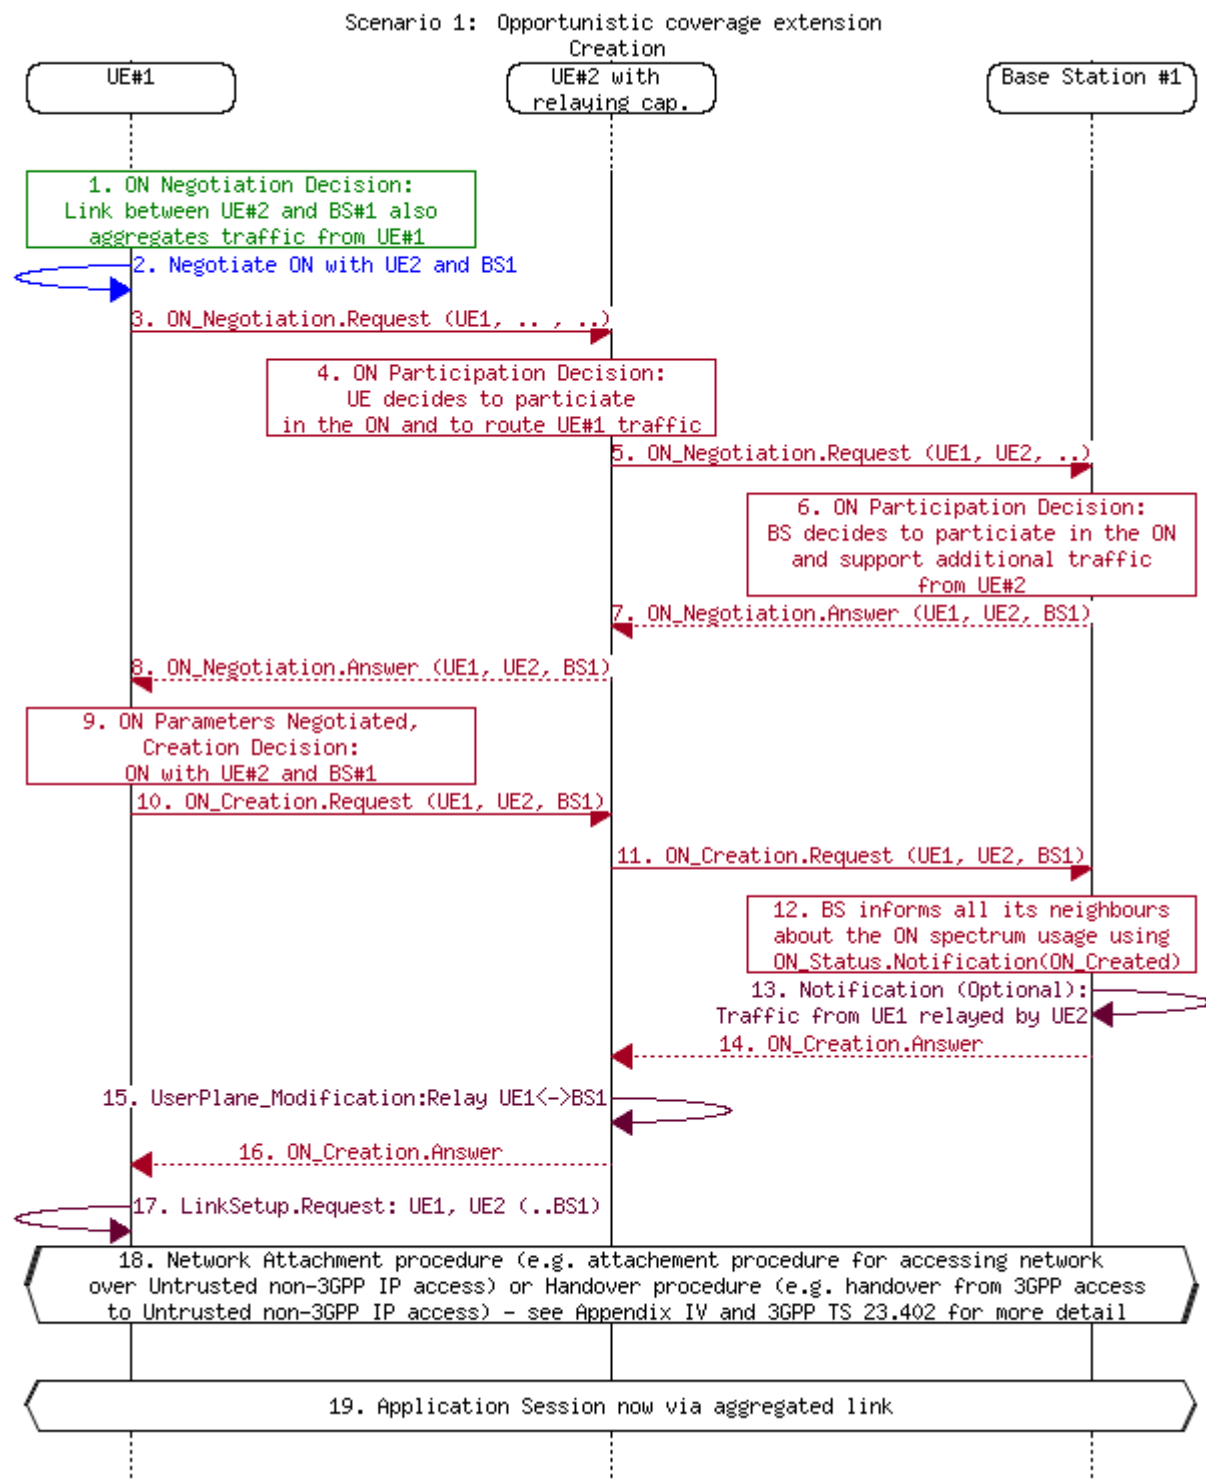 Scenario 1: Opportunistic coverage extension
Creation
UE#1
UE#2 with
relaying cap.
Base Station #1
1. ON Negotiation Decision:
Link between UE#2 and BS#1 also
aggregates traffic from UE#1
2. Negotiate ON with UE2 and BS1
3. ON_Negotiation.Request (UE1, .. , ..)
4. ON Participation Decision:
UE decides to particiate
in the ON and to route UE#1 traffic
5. ON_Negotiation.Request (UE1, UE2, ..)
6. ON Participation Decision:
BS decides to particiate in the ON
and support additional traffic
from UE#2
7. ON_Negotiation.Answer (UE1, UE2, BS1)
8. ON_Negotiation.Answer (UE1, UE2, BS1)
9. ON Parameters Negotiated,
Creation Decision:
ON with UE#2 and BS#1
10. ON_Creation.Request (UE1, UE2, BS1)
11. ON_Creation.Request (UE1, UE2, BS1)
12. BS informs all its neighbours
about the ON spectrum usage using
ON_Status.Notification(ON_Created)
13. Notification (Optional):
Traffic from UE1 relayed by UE2
14. ON_Creation.Answer
15. UserPlane_Modification:Relay UE1<->BS1
16. ON_Creation.Answer
17. LinkSetup.Request: UE1, UE2 (..BS1)
18. Network Attachment procedure (e.g. attachement procedure for accessing network
over Untrusted non-3GPP IP access) or Handover procedure (e.g. handover from 3GPP access
to Untrusted non-3GPP IP access) - see Appendix IV and 3GPP TS 23.402 for more detail
19. Application Session now via aggregated link